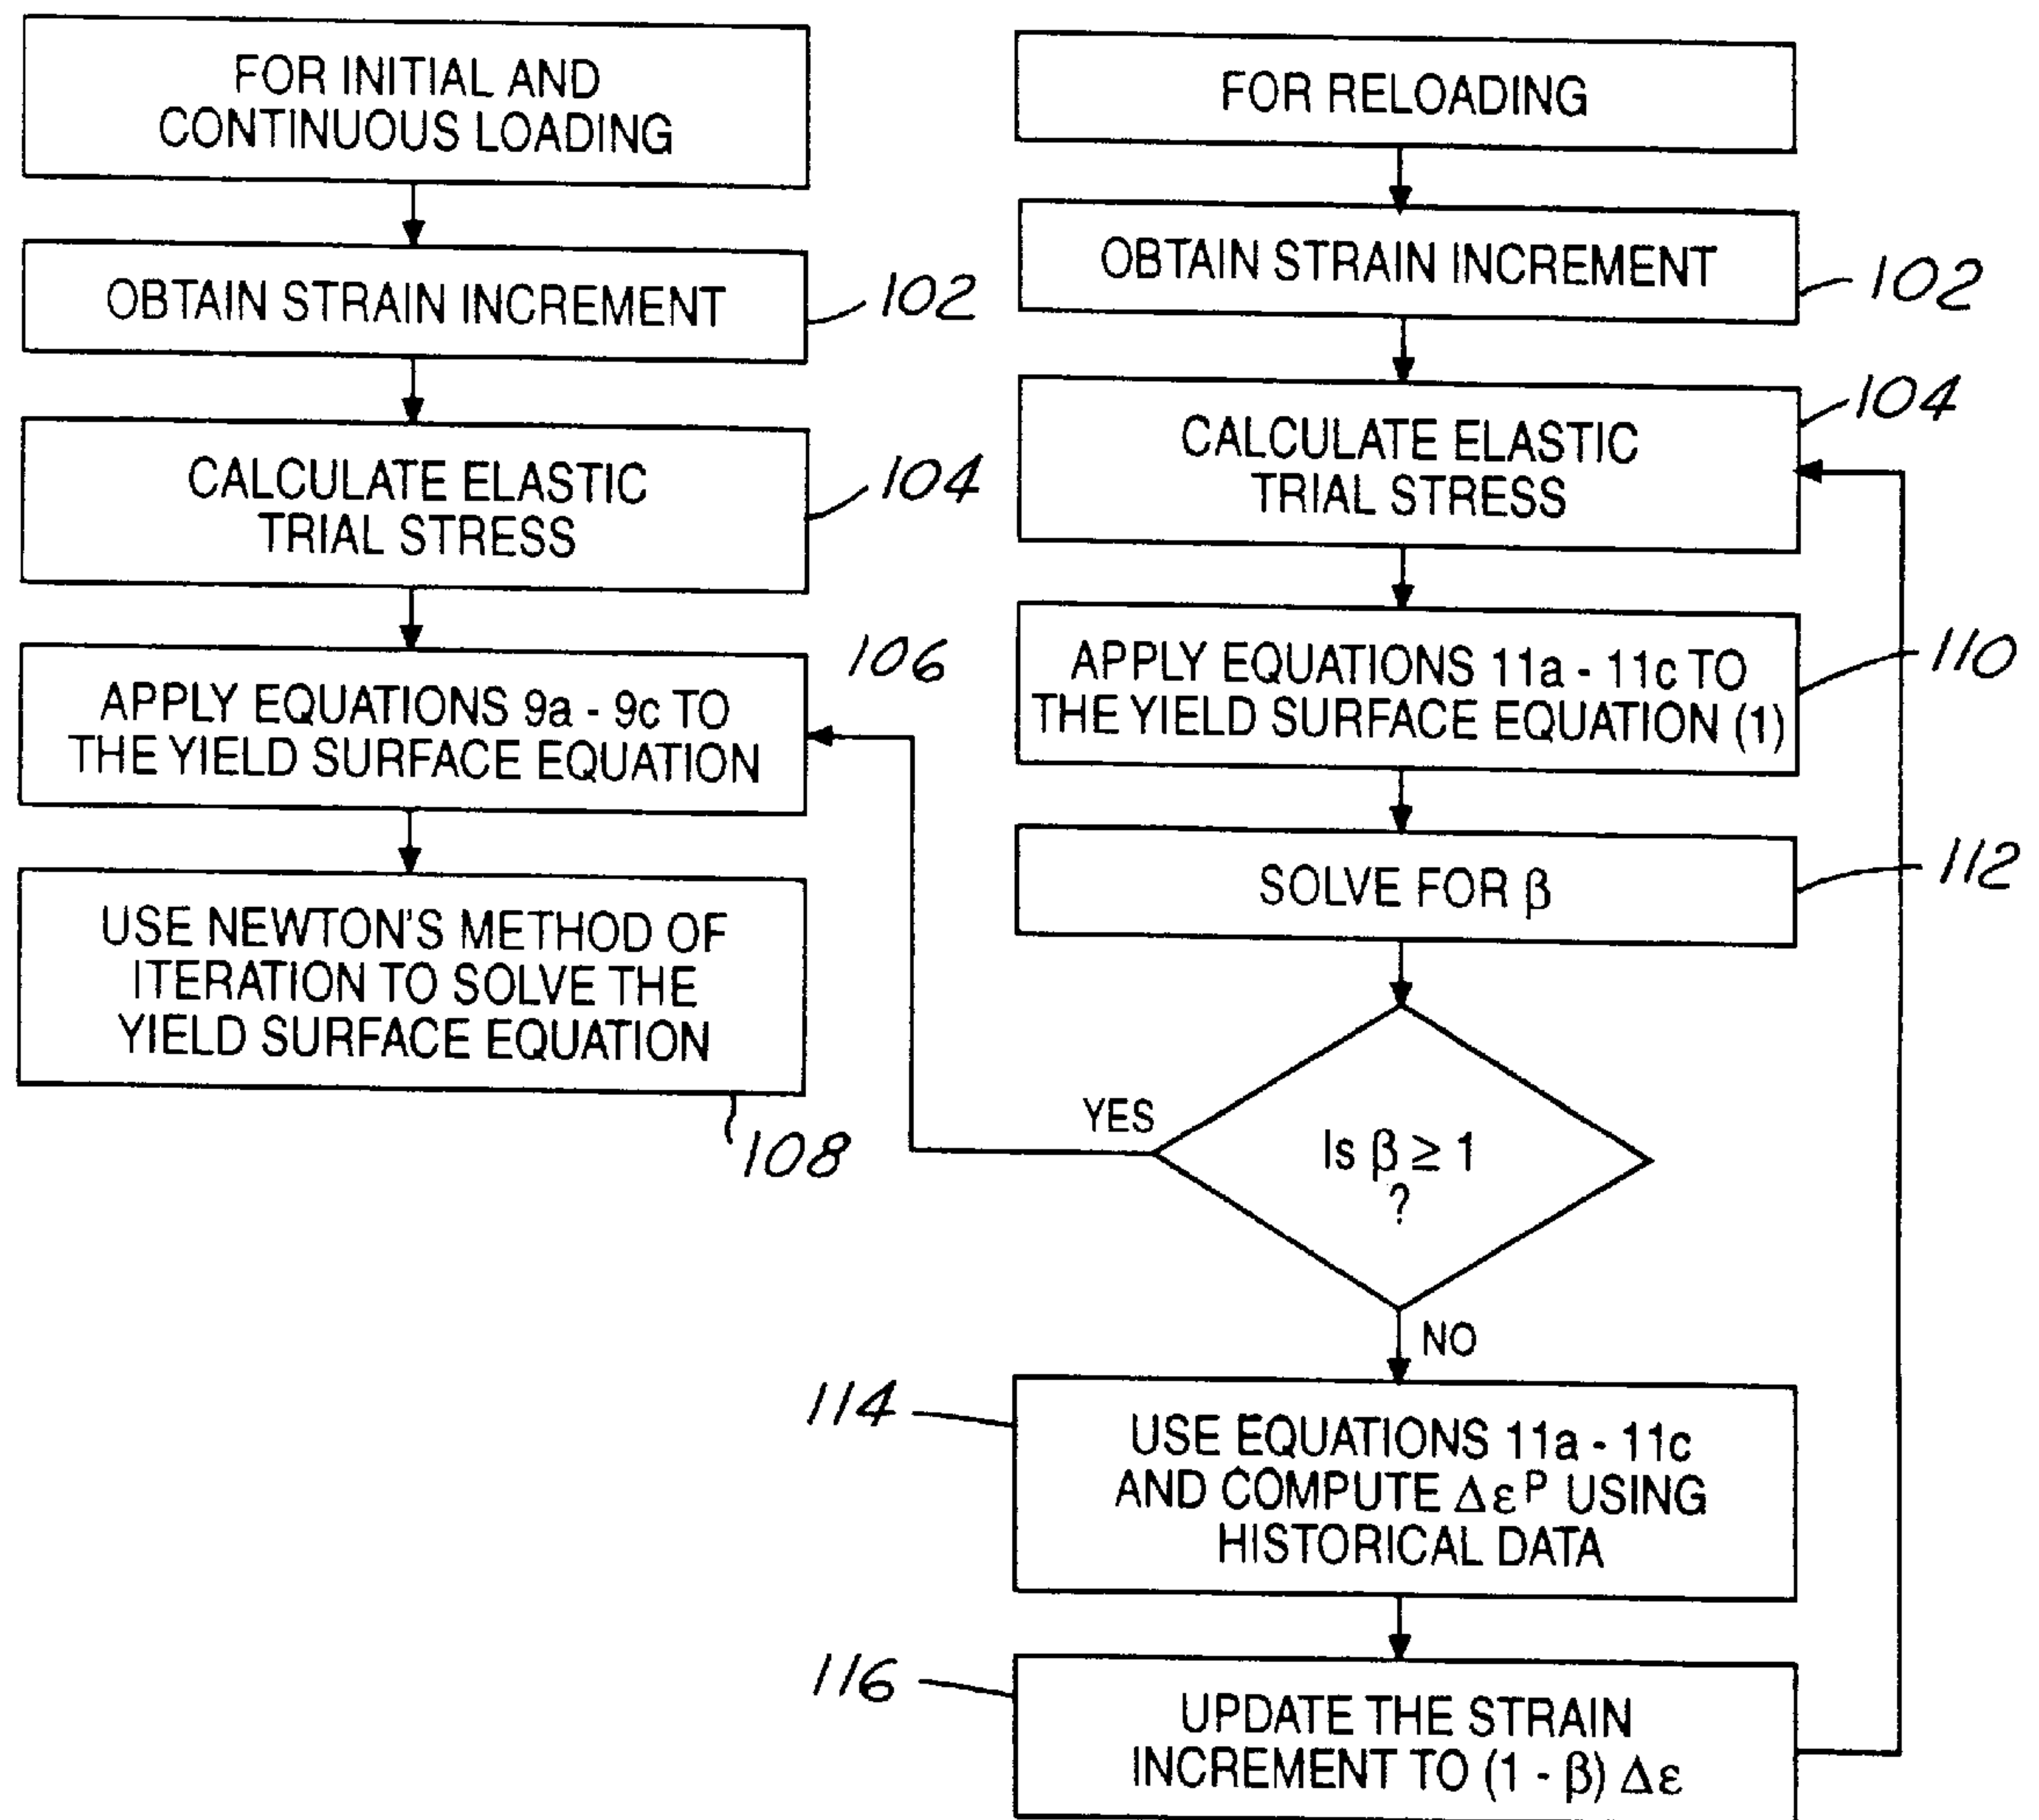 FOR INITIAL AND
CONTINUOUS LOADING
OBTAIN STRAIN INCREMENT
102
CALCULATE ELASTIC
TRIAL STRESS
104
106
APPLY EQUATIONS 9a - 9c TO
THE YIELD SURFACE EQUATION
USE NEWTON'S METHOD OF
ITERATION TO SOLVE THE
YIELD SURFACE EQUATION
108
FOR RELOADING
OBTAIN STRAIN INCREMENT
102
104
CALCULATE ELASTIC
TRIAL STRESS
APPLY EQUATIONS 11a - 11c TO
THE YIELD SURFACE EQUATION (1)
110
SOLVE FOR β
112
YES
Is β ≥ 1
?
NO
114
USE EQUATIONS 11a - 11c
AND COMPUTE Δε^P USING
HISTORICAL DATA
116
UPDATE THE STRAIN
INCREMENT TO (1 - β) Δε